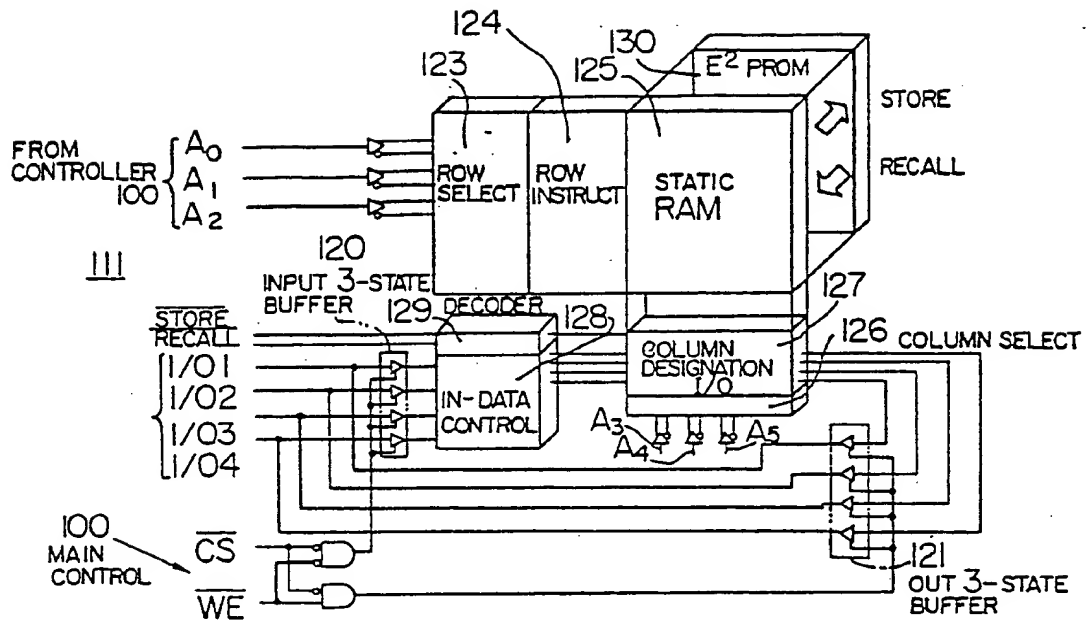 124
123
130
E² PROM
125
STORE
RECALL
FROM
CONTROLLER
100
A₀
A₁
A₂
ROW
SELECT
ROW
INSTRUCT
STATIC
RAM
111
120
INPUT 3-STATE
BUFFER
DECODER
129
128
127
126
COLUMN SELECT
STORE
RECALL
I/O1
I/O2
I/O3
I/O4
IN-DATA
CONTROL
COLUMN
DESIGNATION
I O
A₃
A₄
A₅
100
MAIN
CONTROL
CS
WE
121
OUT 3-STATE
BUFFER